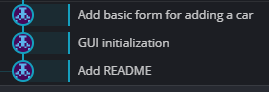 Add basic form for adding a car
GUI initialization
Add README